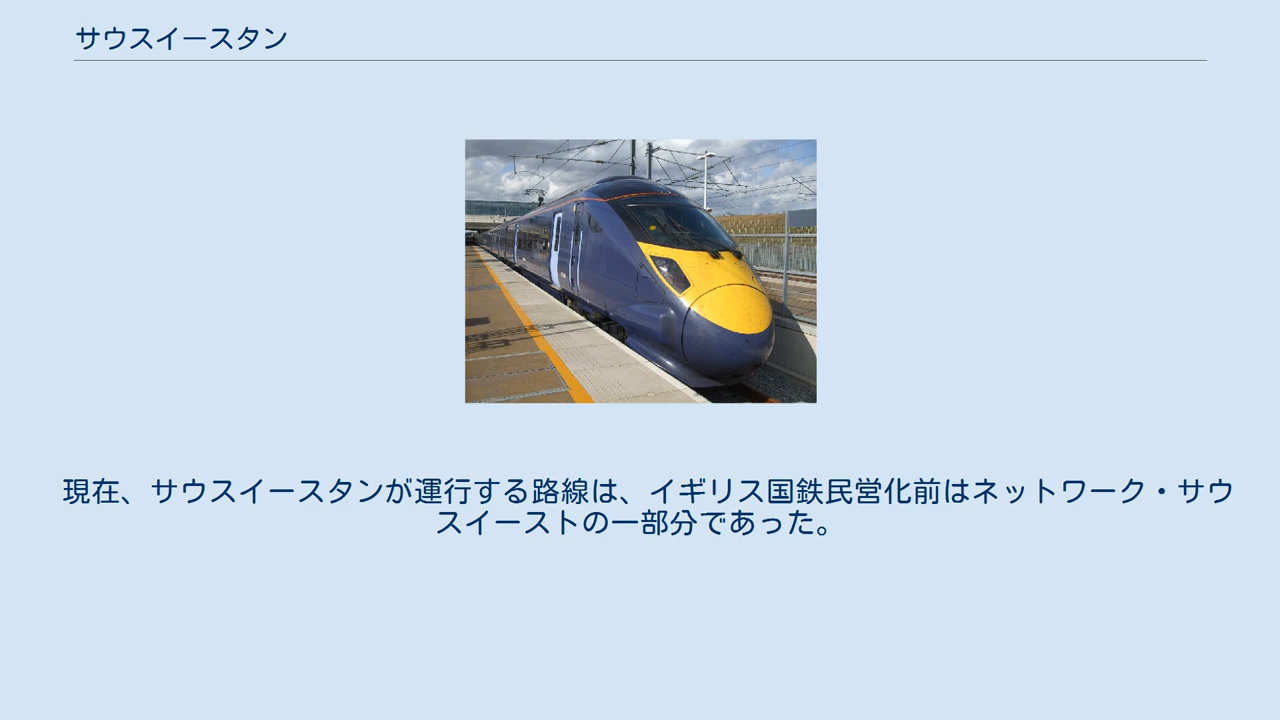 サウスイースタン
現在、サウスイースタンが運行する路線は、イギリス国鉄民営化前はネットワーク・サウ
スイーストの一部分であった。